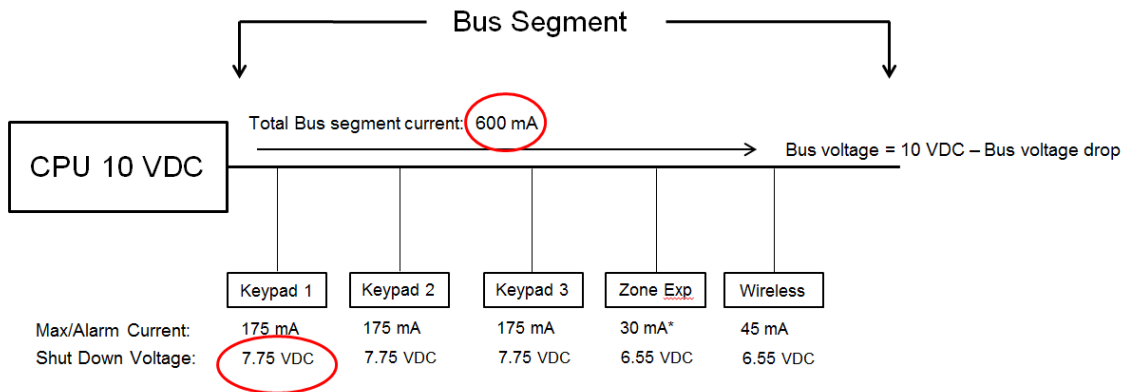 Bus Segment
Total Bus segment current: 600 mA
CPU 10 VDC
Bus voltage = 10 VDC – Bus voltage drop
Keypad 1 Keypad 2 Keypad 3 Zone Exp Wireless
Max/Alarm Current: 175 mA 175 mA 175 mA 30 mA* 45 mA
Shut Down Voltage: 7.75 VDC 7.75 VDC 7.75 VDC 6.55 VDC 6.55 VDC